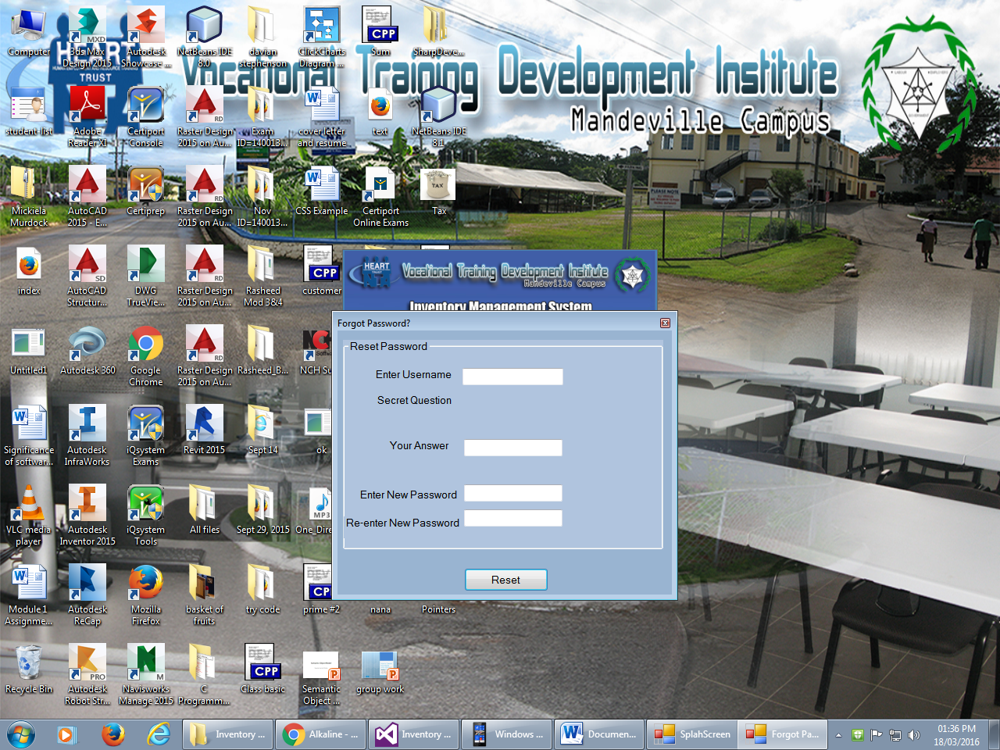 Vocational Training Development Institute
Mandeville Campus
HEART
TRUST
Computer
3ds Max
Design 2015
Autodesk
Showcase ...
NetBeans IDE
8.0
davian
stephenson
ClickCharts
Diagram ...
Sum
SharpDeve...
student-list
Adobe
Reader XI
Certiport
Console
Raster Design
2015 on Au...
Exam
ID=140013...
cover letter
and resume
text
NetBeans IDE
8.1
Mickiela
Murdock
AutoCAD
2015 - E...
Certiprep
Raster Design
2015 on Au...
Nov
ID=140013...
CSS Example
Certiport
Online Exams
TAX
Tax
PLEASE NOTE
index
AutoCAD
Structur...
DWG
TrueVie...
Raster Design
2015 on Au...
Rasheed
Mod 3&4
customer
HEART
Vocational Training Development Institute
Mandeville Campus
Inventory Management System
Untitled1
Autodesk 360
Google
Chrome
Raster Design
2015 on Au...
Rasheed_B...
NCH Su
Forgot Password?
Reset Password
Enter Username
Secret Question
Your Answer
Enter New Password
Re-enter New Password
Reset
Significance
of softwar...
Autodesk
InfraWorks
iQsystem
Exams
Revit 2015
Sept 14
ok
VLC media
player
Autodesk
Inventor 2015
iQsystem
Tools
All files
Sept 29, 2015
One_Dire
Module 1
Assignme...
Autodesk
ReCap
Mozilla
Firefox
basket of
fruits
try code
prime #2
nana
Pointers
Recycle Bin
Autodesk
Robot Str...
Navisworks
Manage 2015
C
Programm...
Class basic
Semantic
Object ...
group work
Inventory ...
Alkaline - ...
Inventory ...
Windows ...
Documen...
SplahScreen
Forgot Pa...
01:36 PM
18/03/2016